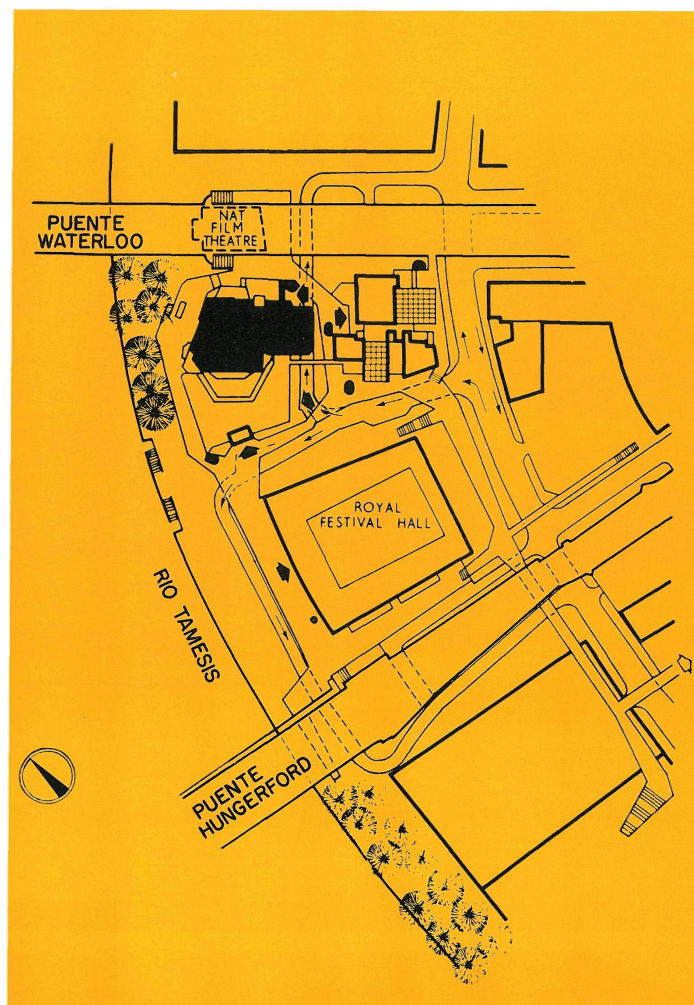 PUENTE
WATERLOO
NAT
FILM
THEATRE
ROYAL
FESTIVAL HALL
RIO TAMESIS
PUENTE
HUNGERFORD